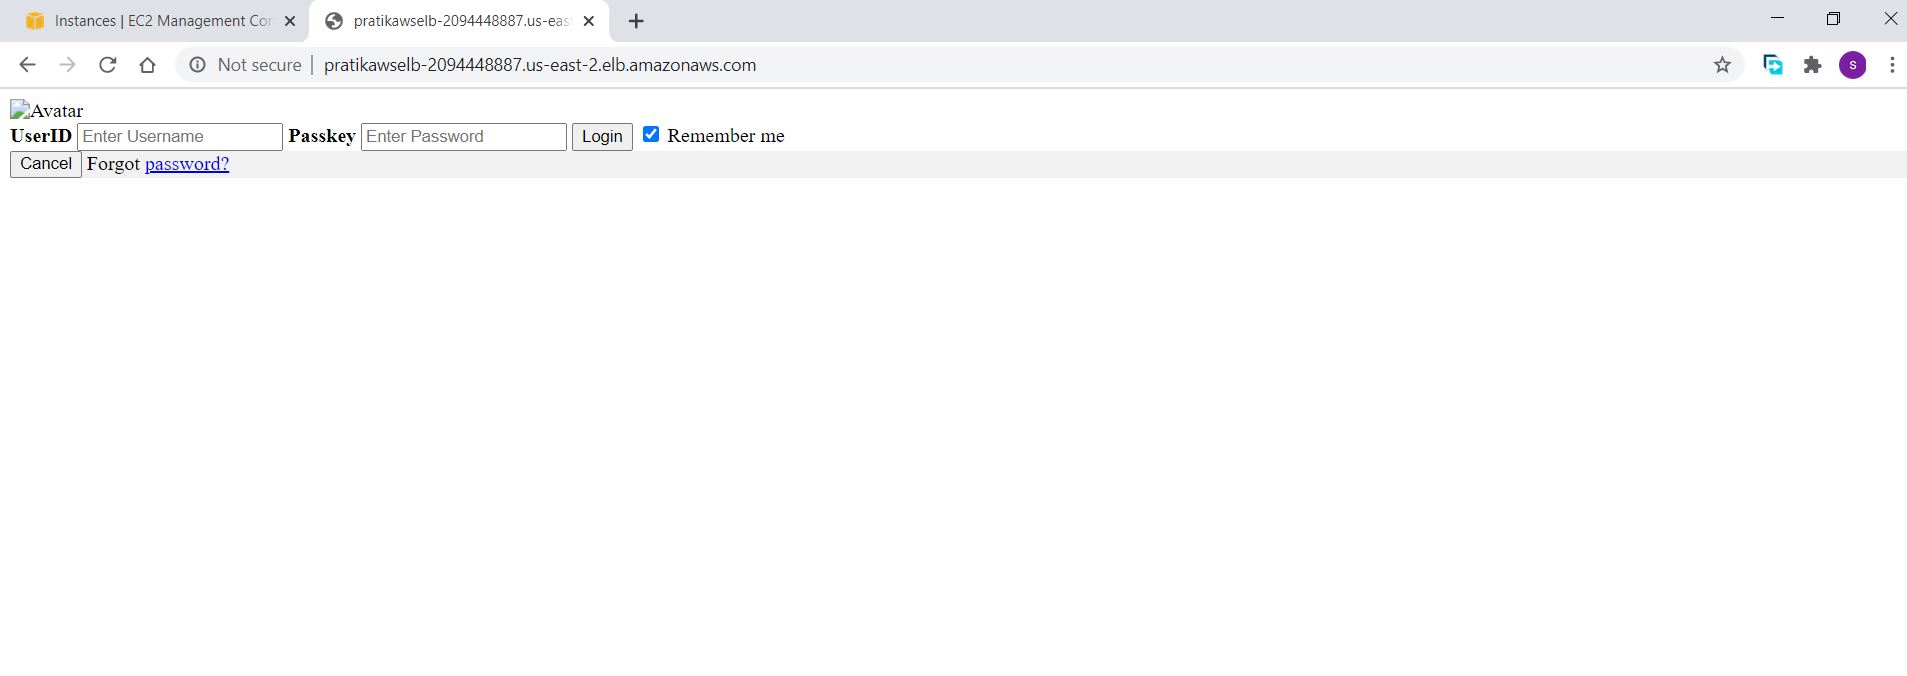 Instances | EC2 Management Con
pratikawselb-2094448887.us-eas
Not secure | pratikawselb-2094448887.us-east-2.elb.amazonaws.com
s
Avatar
UserID Enter Username Passkey Enter Password Login Remember me
Cancel Forgot password?